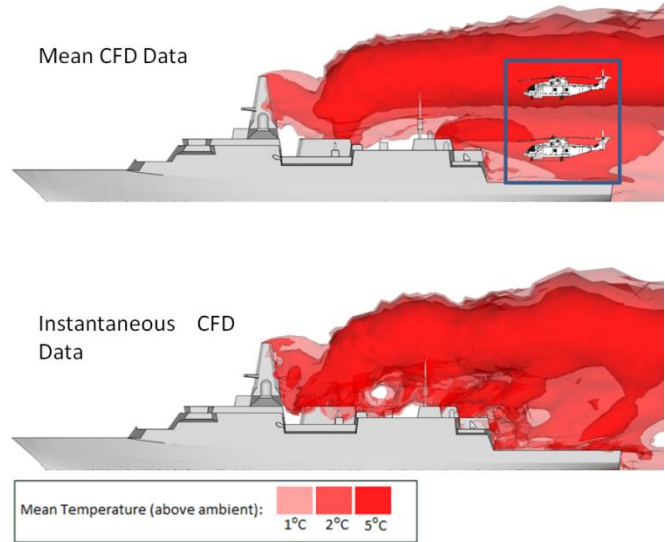 Mean CFD Data
Instantaneous CFD
Data
Mean Temperature (above ambient):
1°C 2°C 5°C